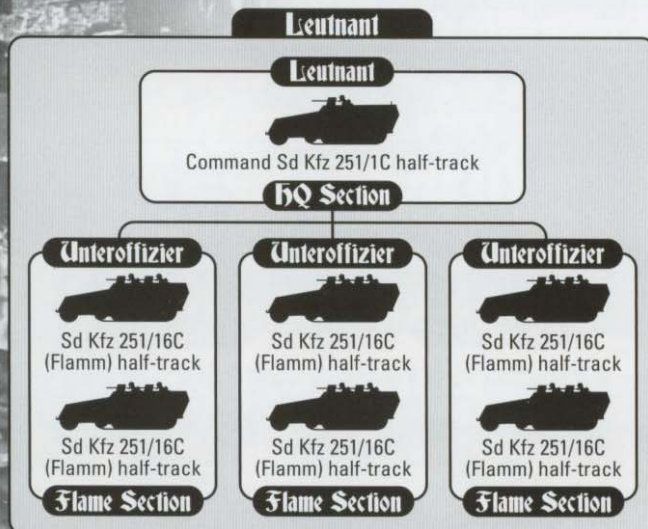 Leutnant
Leutnant
Command Sd Kfz 251/1C half-track
HQ Section
Unteroffizier
Sd Kfz 251/16C
(Flamm) half-track
Sd Kfz 251/16C
(Flamm) half-track
Flame Section
Unteroffizier
Sd Kfz 251/16C
(Flamm) half-track
Sd Kfz 251/16C
(Flamm) half-track
Flame Section
Unteroffizier
Sd Kfz 251/16C
(Flamm) half-track
Sd Kfz 251/16C
(Flamm) half-track
Flame Section